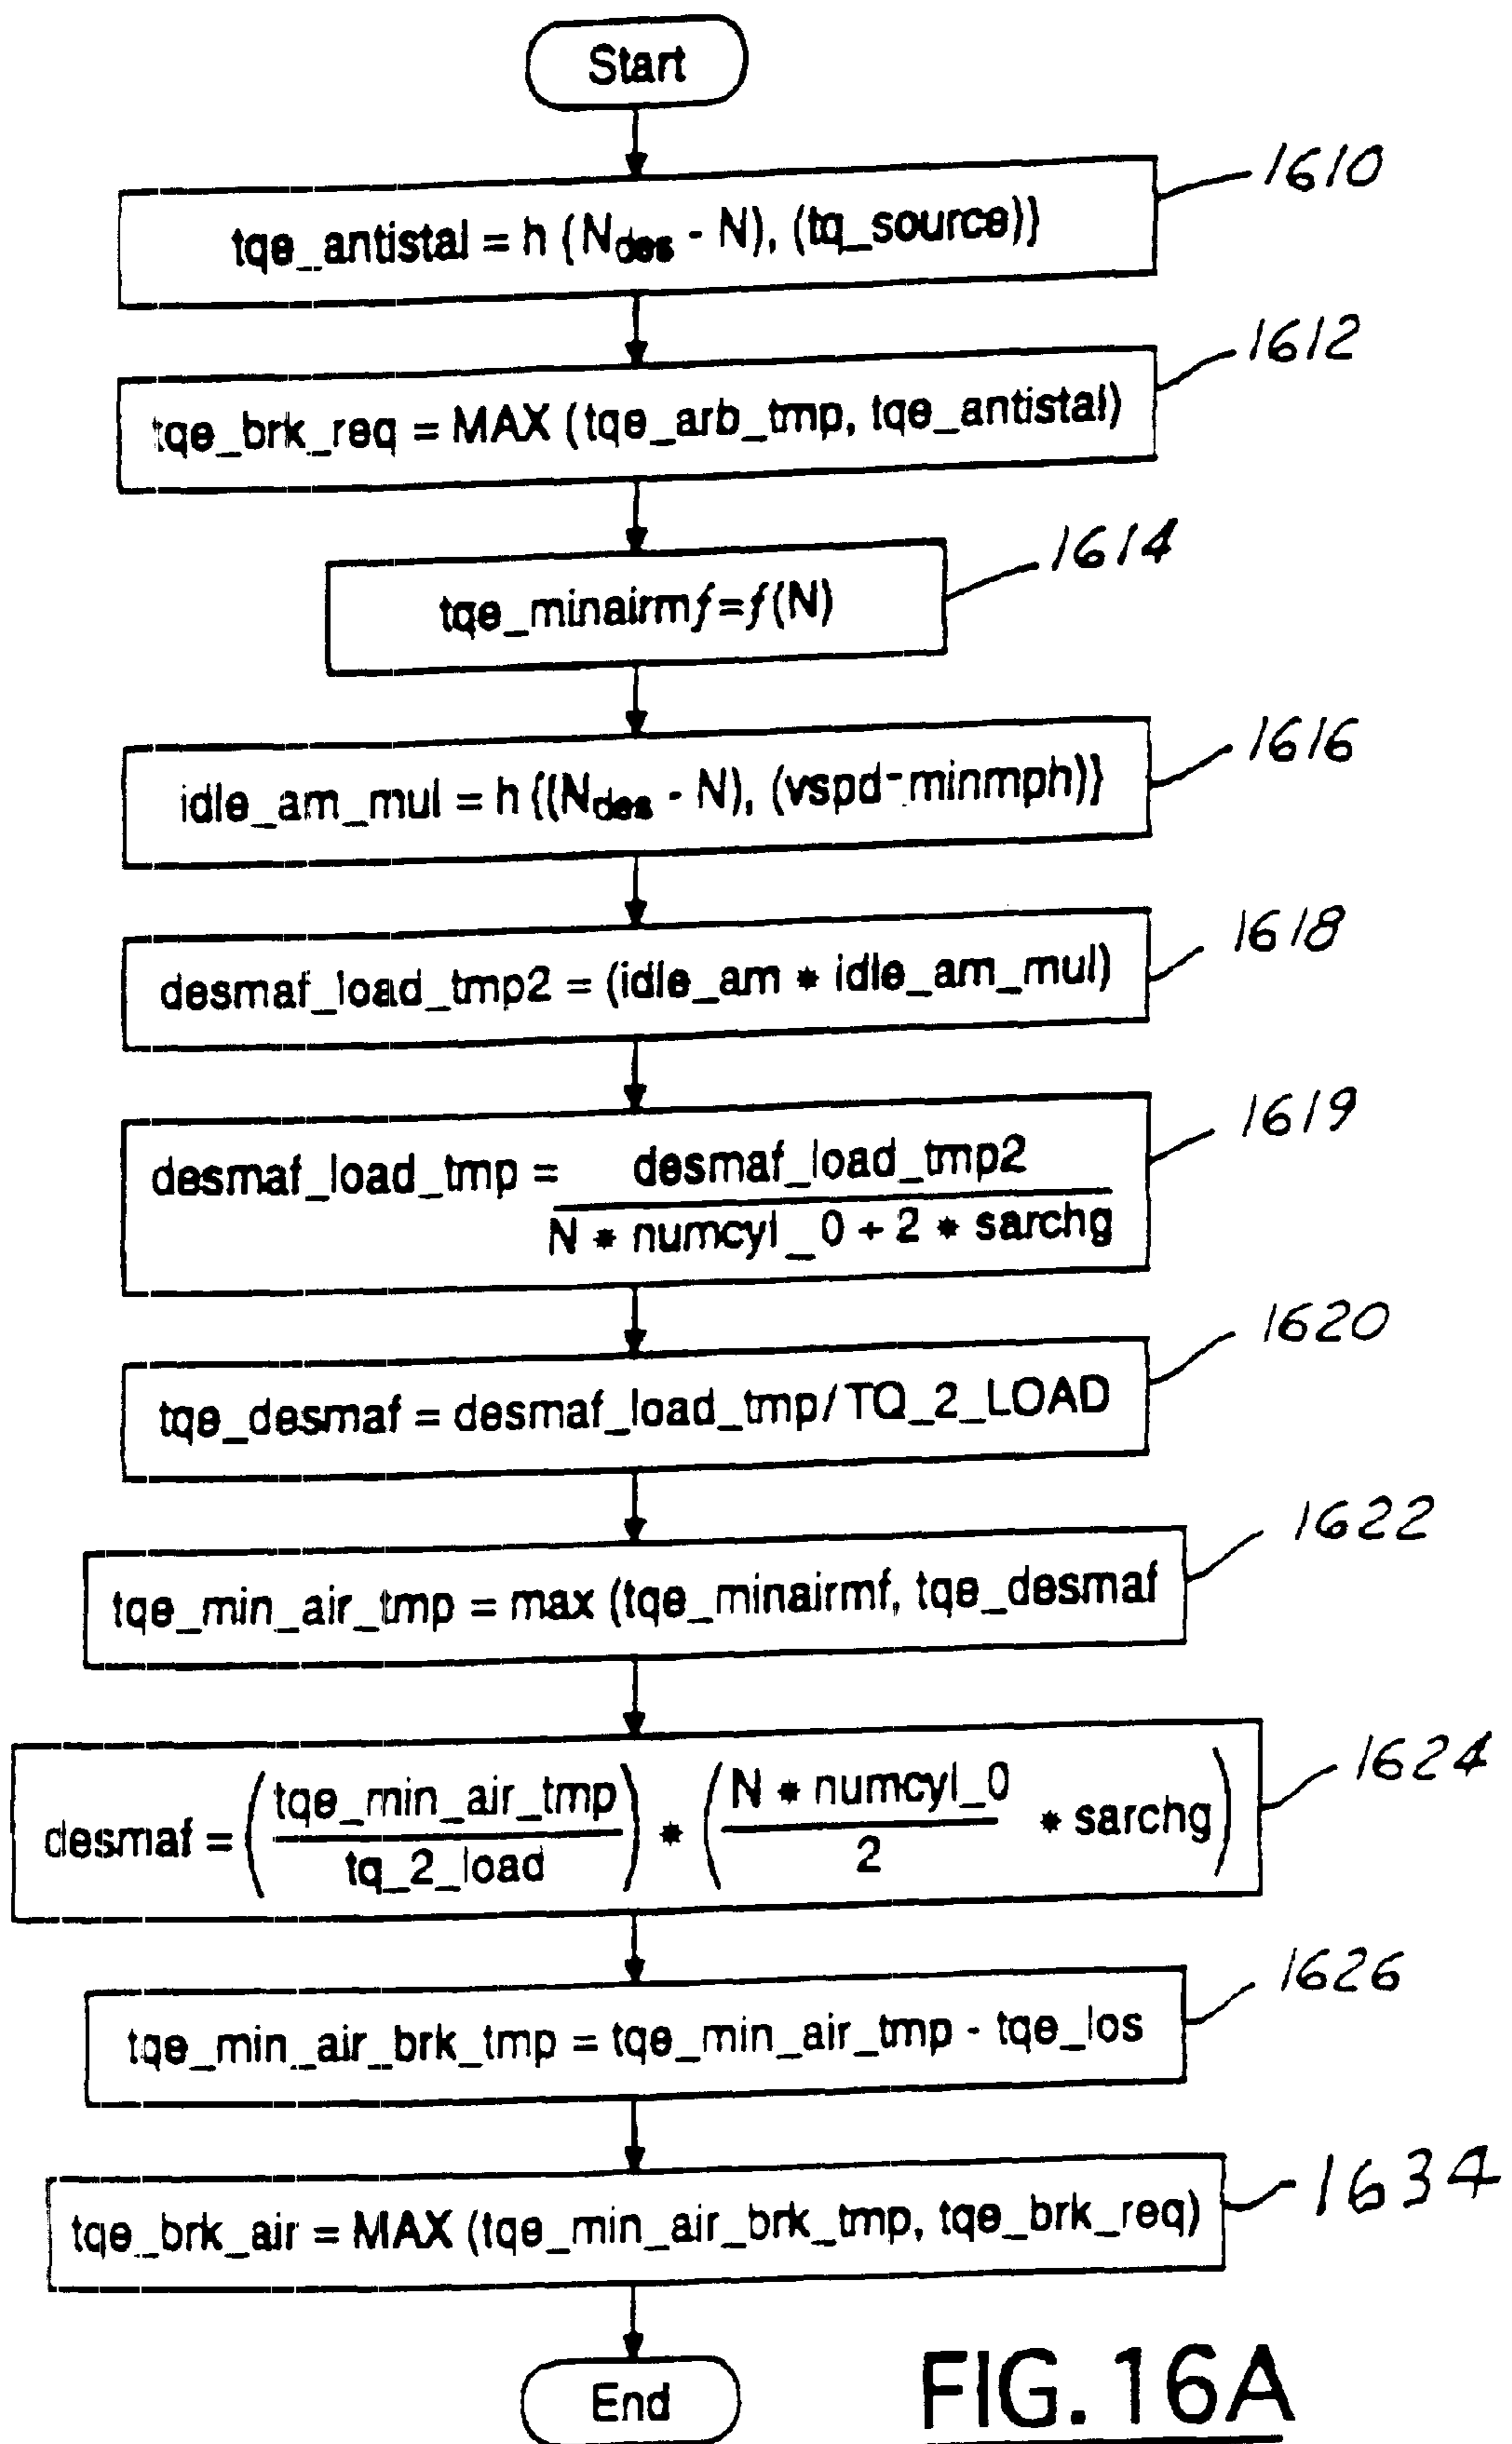 Start
1610
tqe_antistal = h {N_des - N), (tq_source)}
1612
tqe_brk_req = MAX (tqe_arb_tmp, tqe_antistal)
1614
tqe_minairmf=f(N)
1616
idle_am_mul = h {(N_des - N), (vspd-minmph)}
1618
desmaf_load_tmp2 = (idle_am * idle_am_mul)
1619
desmaf_load_tmp = desmaf_load_tmp2
N * numcyl_0 + 2 * sarchg
1620
tqe_desmaf = desmaf_load_tmp/TQ_2_LOAD
1622
tqe_min_air_tmp = max (tqe_minairmf, tqe_desmaf
1624
desmaf = (tqe_min_air_tmp / tq_2_load) * (N * numcyl_0 / 2 * sarchg)
1626
tqe_min_air_brk_tmp = tqe_min_air_tmp - tqe_los
1634
tqe_brk_air = MAX (tqe_min_air_brk_tmp, tqe_brk_req)
End
FIG. 16A